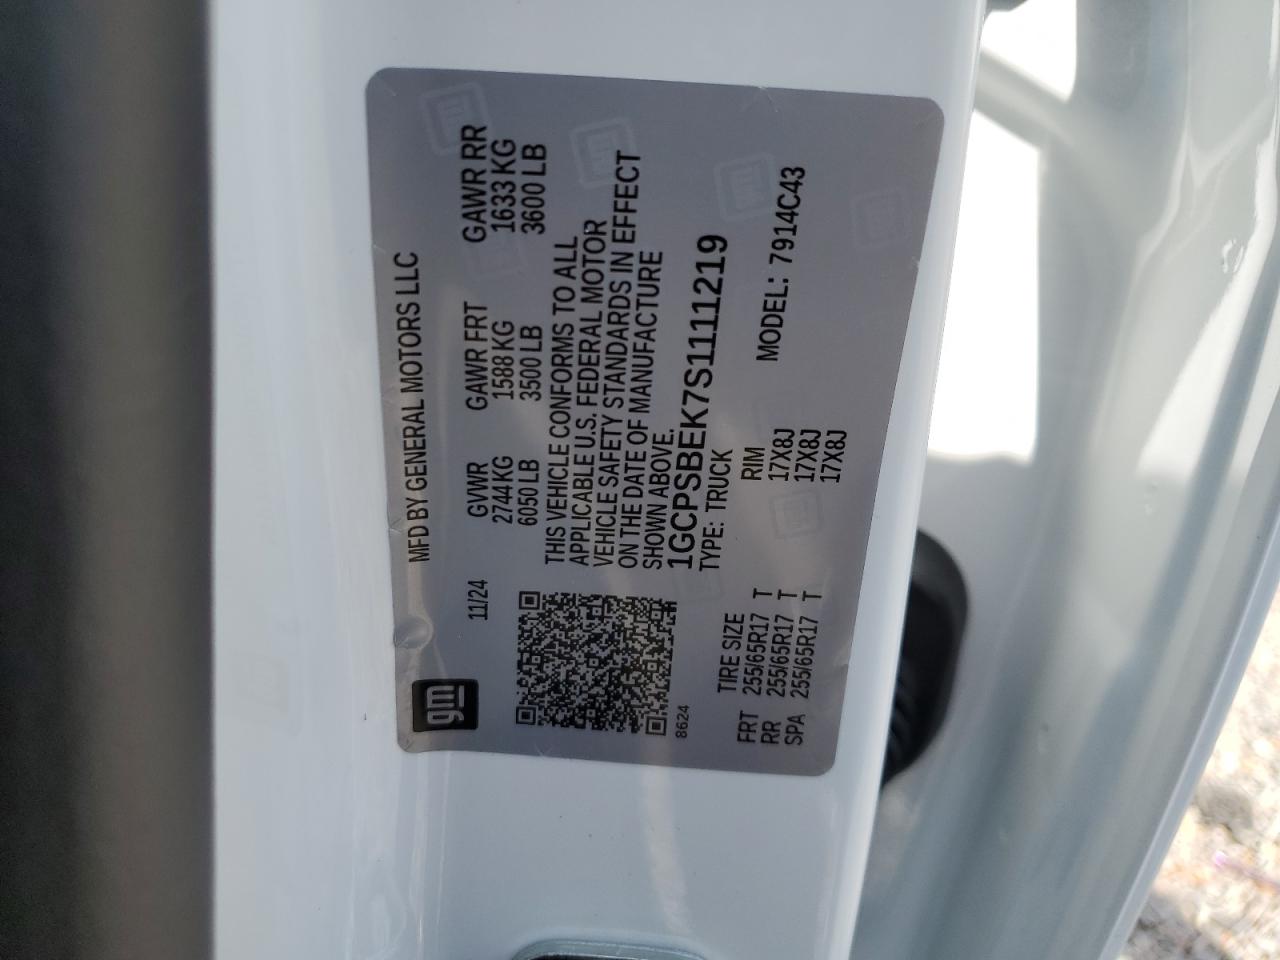 MFD BY GENERAL MOTORS LLC
gm
11/24
GVWR GAWR FRT GAWR RR
2744KG 1588 KG 1633 KG
6050 LB 3500 LB 3600 LB
THIS VEHICLE CONFORMS TO ALL
APPLICABLE U.S. FEDERAL MOTOR
VEHICLE SAFETY STANDARDS IN EFFECT
ON THE DATE OF MANUFACTURE
SHOWN ABOVE.
1GCPSBEK7S1111219
8624
TYPE: TRUCK
TIRE SIZE RIM MODEL: 7914C43
FRT 255/65R17 T 17X8J
RR 255/65R17 T 17X8J
SPA 255/65R17 T 17X8J